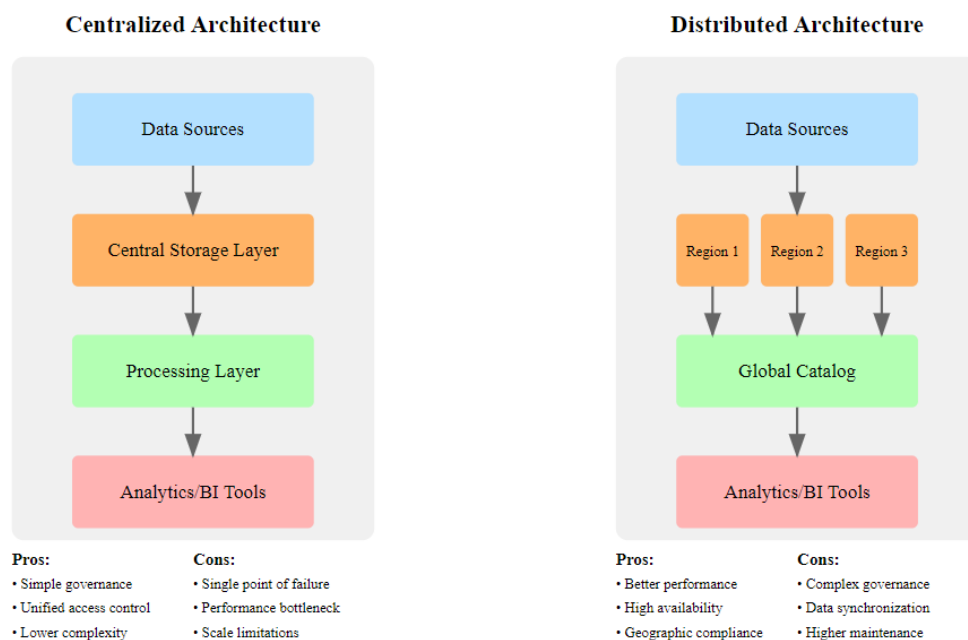 Centralized Architecture
Data Sources
Central Storage Layer
Processing Layer
Analytics/BI Tools
Pros:
• Simple governance
• Unified access control
• Lower complexity
Cons:
• Single point of failure
• Performance bottleneck
• Scale limitations
Distributed Architecture
Data Sources
Region 1
Region 2
Region 3
Global Catalog
Analytics/BI Tools
Pros:
• Better performance
• High availability
• Geographic compliance
Cons:
• Complex governance
• Data synchronization
• Higher maintenance